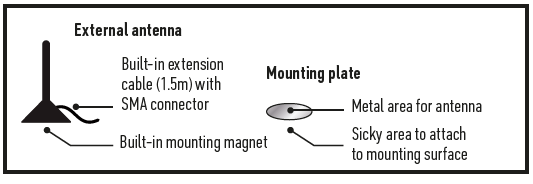 External antenna
Built-in extension
cable (1.5m) with
SMA connector
Built-in mounting magnet
Mounting plate
Metal area for antenna
Sicky area to attach
to mounting surface